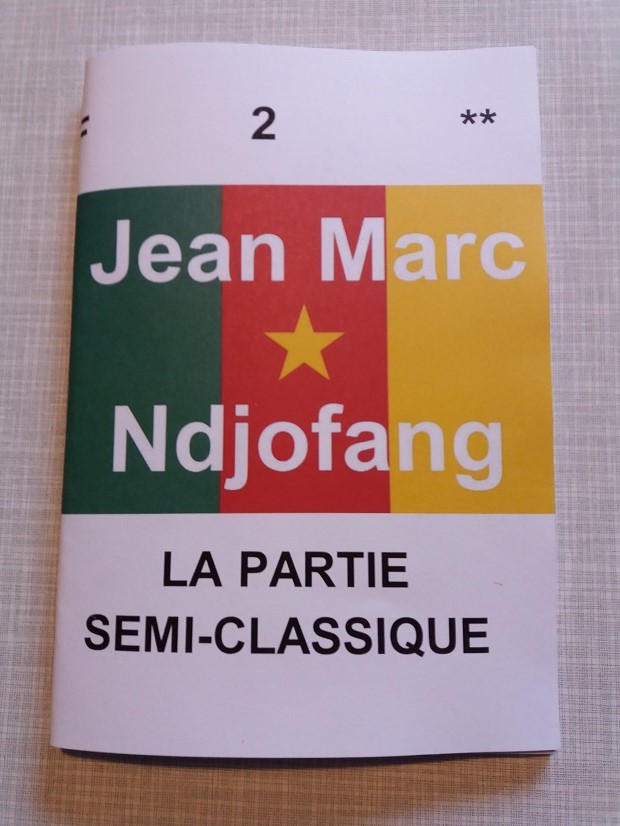 2 **
Jean Marc
Ndjofang
LA PARTIE
SEMI-CLASSIQUE